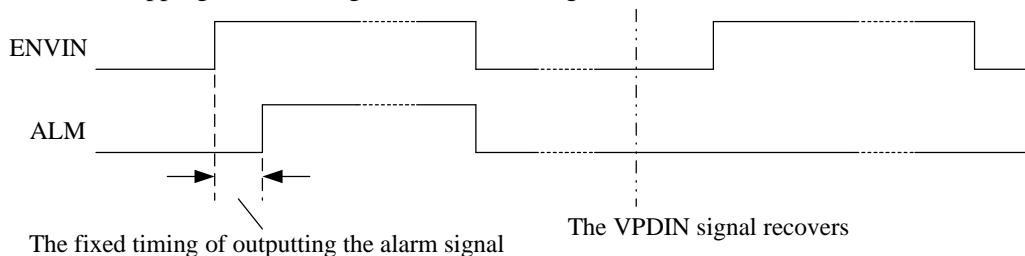 ENVIN
ALM
The fixed timing of outputting the alarm signal
The VPDIN signal recovers